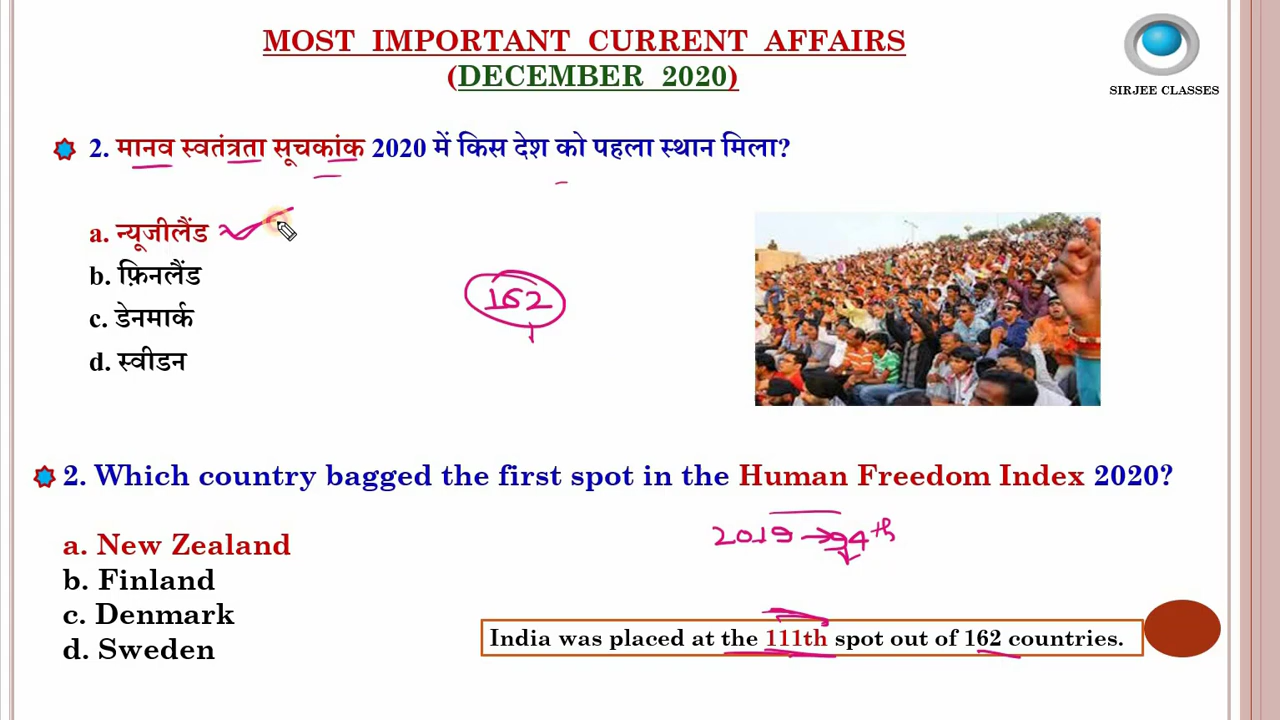 MOST IMPORTANT CURRENT AFFAIRS
(DECEMBER 2020)
SIRJEE CLASSES
2. मानव स्वतंत्रता सूचकांक 2020 में किस देश को पहला स्थान मिला?
a. न्यूजीलैंड
b. फ़िनलैंड
c. डेनमार्क
d. स्वीडन
162
2. Which country bagged the first spot in the Human Freedom Index 2020?
2019 → 94th
a. New Zealand
b. Finland
c. Denmark
d. Sweden
India was placed at the 111th spot out of 162 countries.